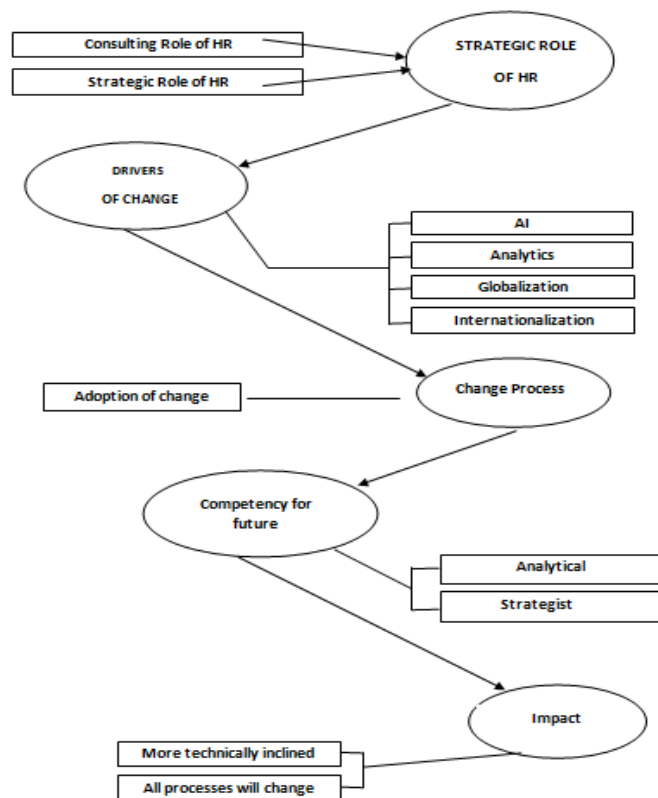 Consulting Role of HR
Strategic Role of HR
STRATEGIC ROLE
OF HR
DRIVERS
OF CHANGE
AI
Analytics
Globalization
Internationalization
Adoption of change
Change Process
Competency for
future
Analytical
Strategist
Impact
More technically inclined
All processes will change